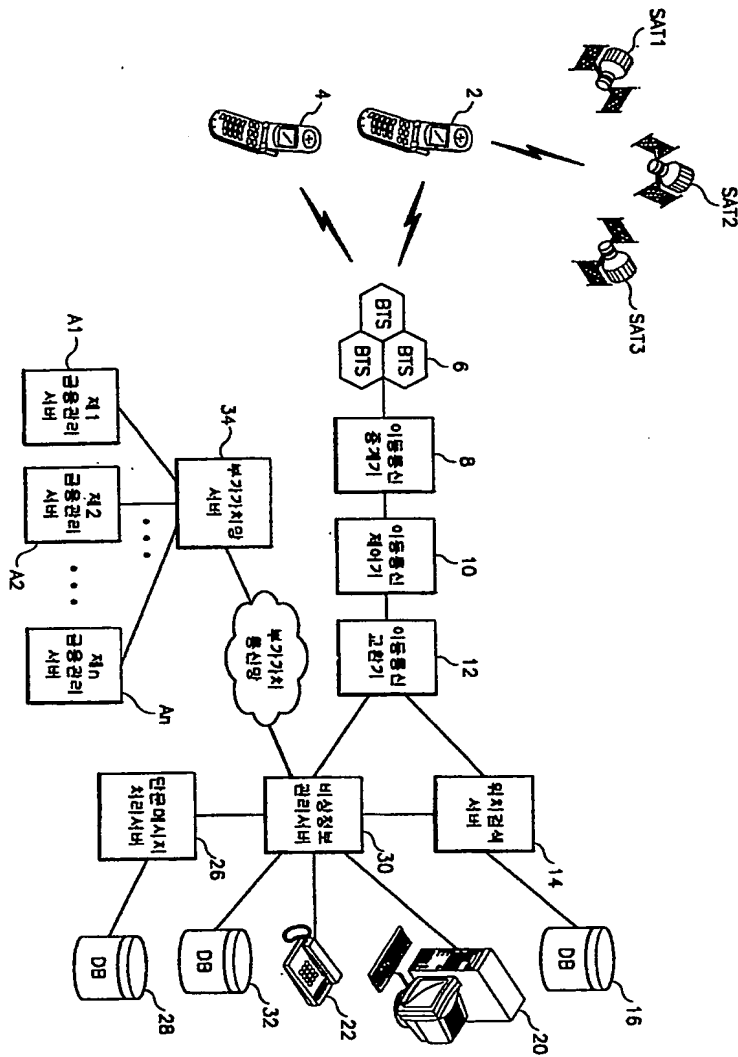 SAT1
SAT2
SAT3
2
4
BTS
BTS
BTS
6
이동통신
중계기
8
이동통신
제어기
10
이동통신
교환기
12
위치검색
서버
14
DB
16
20
22
비상정보
관리서버
30
DB
32
단문메시지
처리서버
26
DB
28
부가가치
통신망
부가가치망
서버
34
제1
금융관리
서버
A1
제2
금융관리
서버
A2
제n
금융관리
서버
An